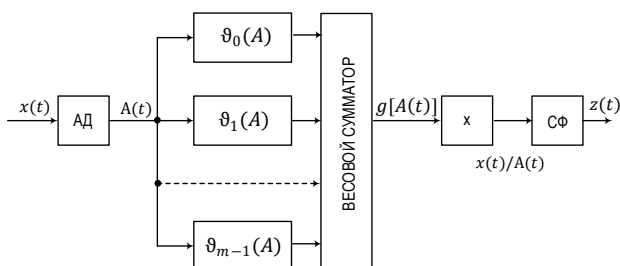 ϑ₀(A)
x(t)
АД
A(t)
ϑ₁(A)
ВЕСОВОЙ СУММАТОР
g[A(t)]
x
СФ
z(t)
x(t)/A(t)
ϑₘ₋₁(A)